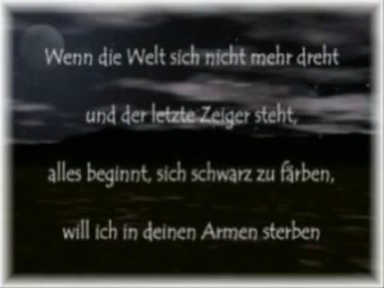 Wenn die Welt sich nicht mehr dreht
und der letzte Zeiger steht,
alles beginnt, sich schwarz zu färben,
will ich in deinen Armen sterben